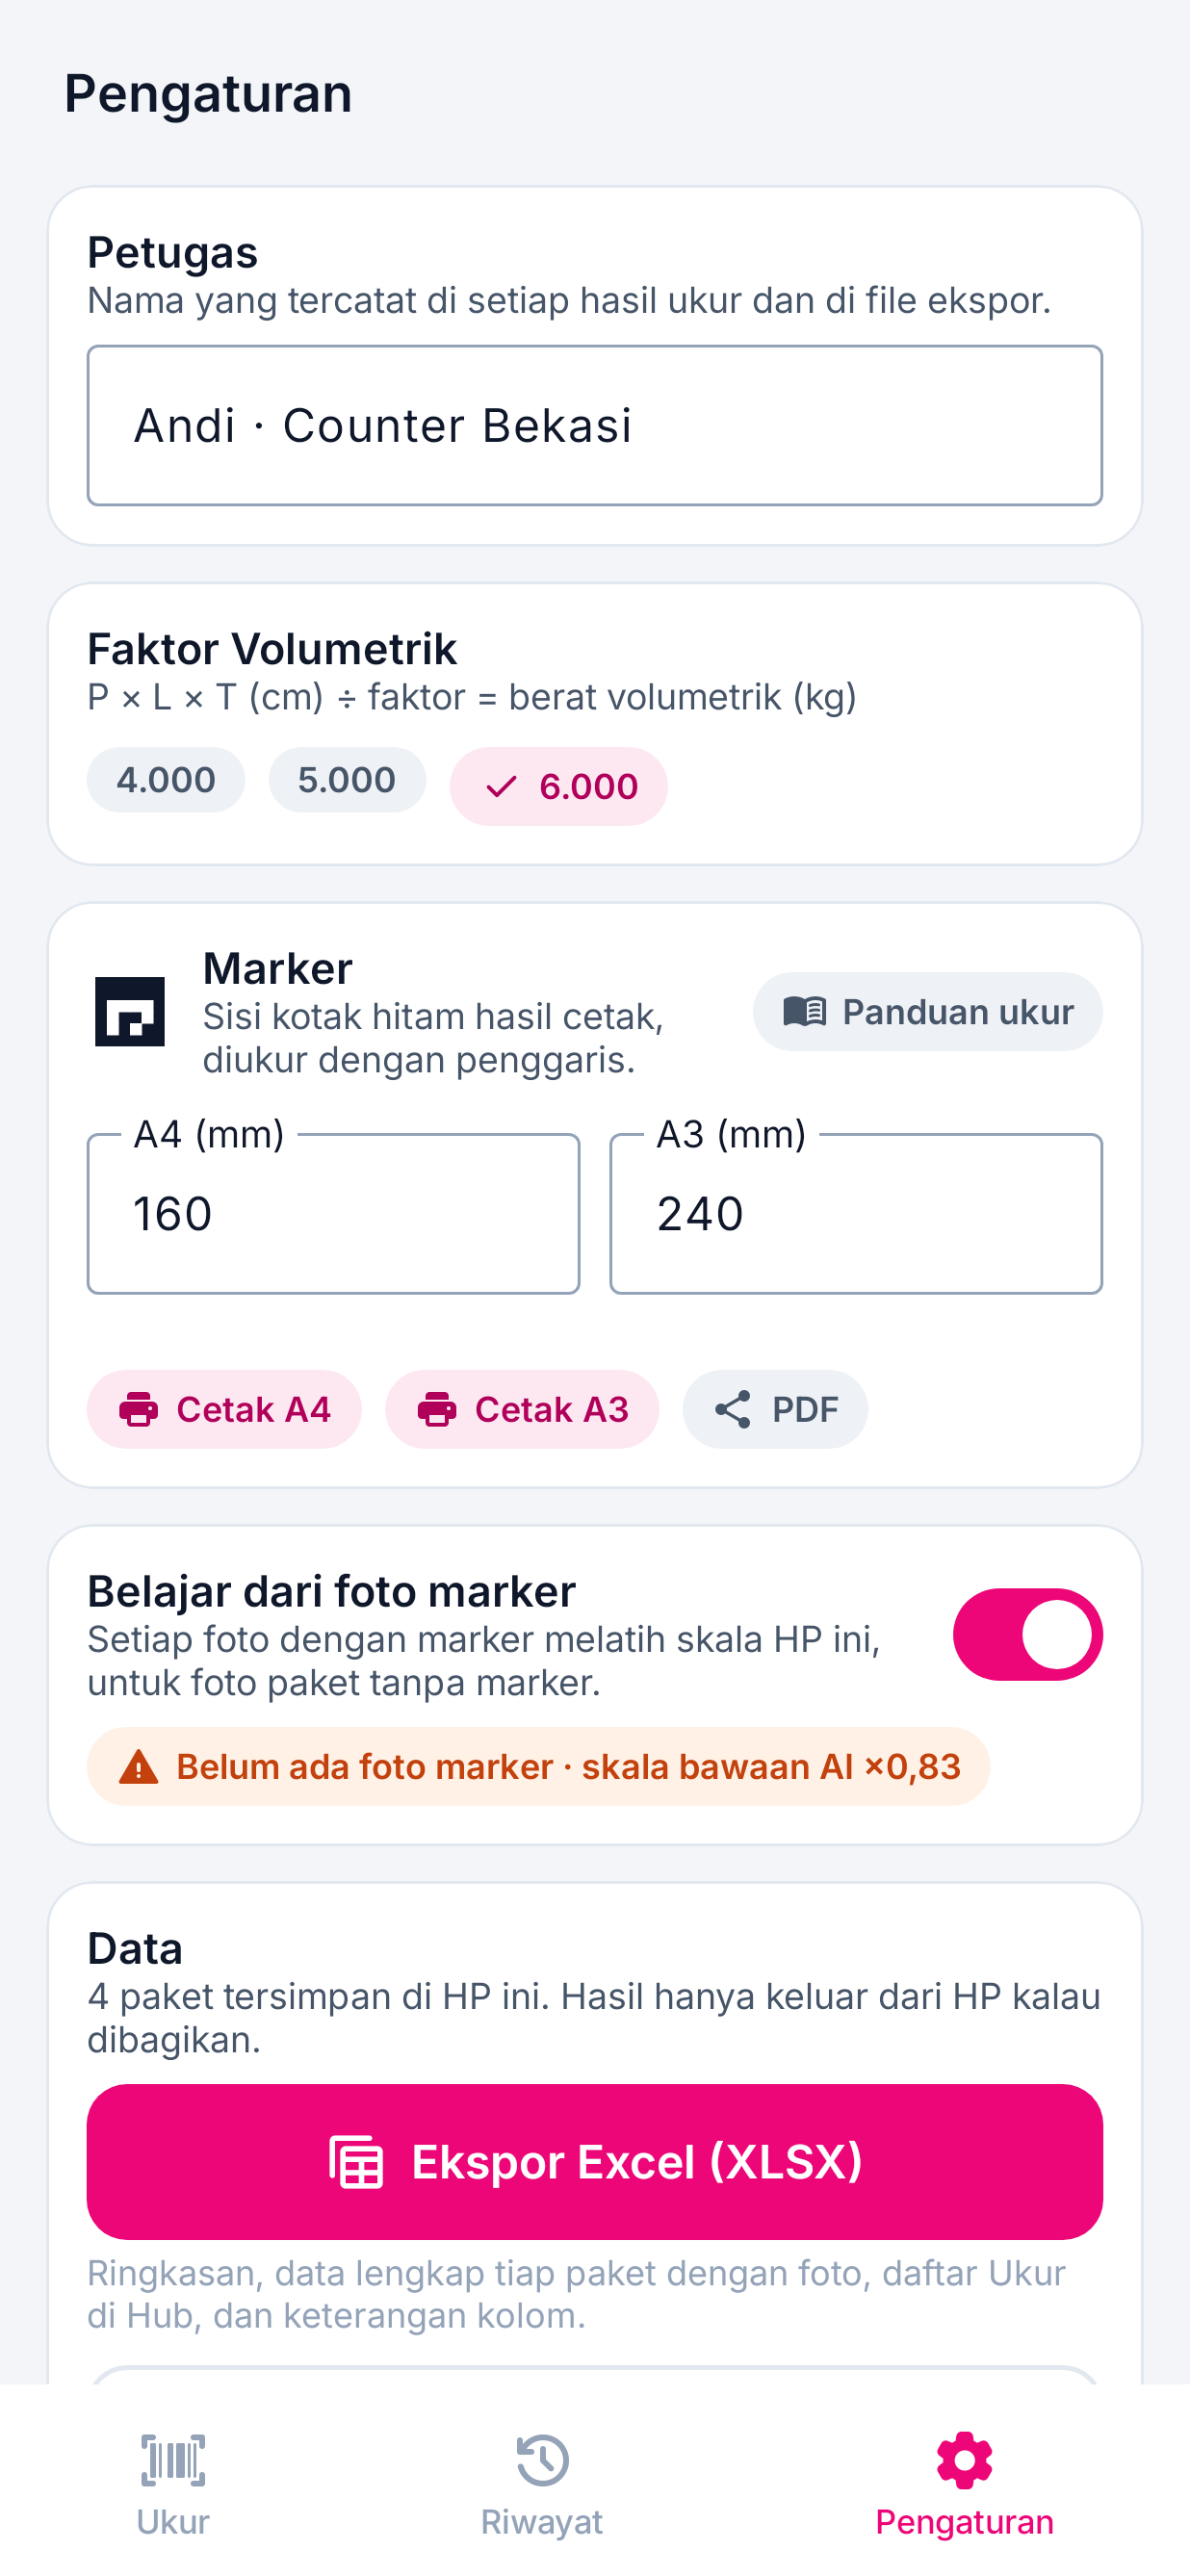 Pengaturan
Petugas
Nama yang tercatat di setiap hasil ukur dan di file ekspor.
Andi · Counter Bekasi
Faktor Volumetrik
P × L × T (cm) ÷ faktor = berat volumetrik (kg)
4.000
5.000
6.000
Marker
Sisi kotak hitam hasil cetak,
diukur dengan penggaris.
Panduan ukur
A4 (mm)
160
A3 (mm)
240
Cetak A4
Cetak A3
PDF
Belajar dari foto marker
Setiap foto dengan marker melatih skala HP ini,
untuk foto paket tanpa marker.
Belum ada foto marker · skala bawaan AI ×0,83
Data
4 paket tersimpan di HP ini. Hasil hanya keluar dari HP kalau
dibagikan.
Ekspor Excel (XLSX)
Ringkasan, data lengkap tiap paket dengan foto, daftar Ukur
di Hub, dan keterangan kolom.
Ukur
Riwayat
Pengaturan